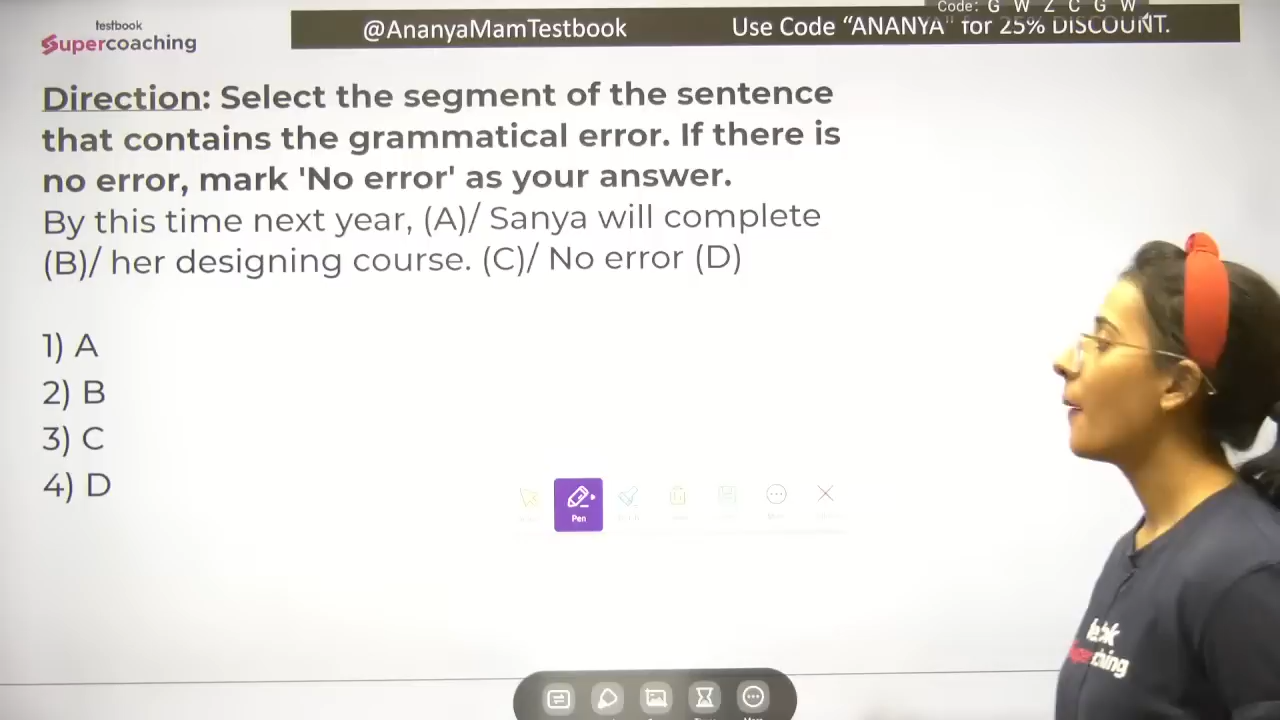 testbook
Supercoaching
@AnanyaMamTestbook
Code: G W Z C G W
Use Code “ANANYA" for 25% DISCOUNT.
Direction: Select the segment of the sentence
that contains the grammatical error. If there is
no error, mark 'No error' as your answer.
By this time next year, (A)/ Sanya will complete
(B)/ her designing course. (C)/ No error (D)
1) A
2) B
3) C
4) D
Pen